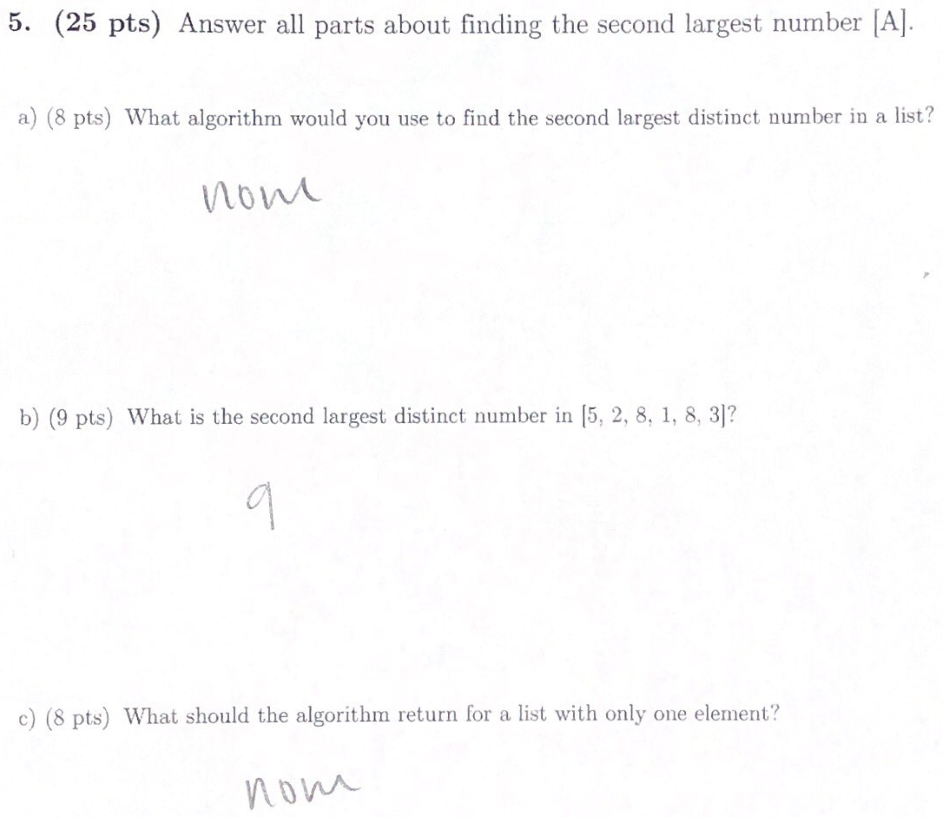 5. (25 pts) Answer all parts about finding the second largest number [A].
a) (8 pts) What algorithm would you use to find the second largest distinct number in a list?
none
b) (9 pts) What is the second largest distinct number in [5, 2, 8, 1, 8, 3]?
9
c) (8 pts) What should the algorithm return for a list with only one element?
none